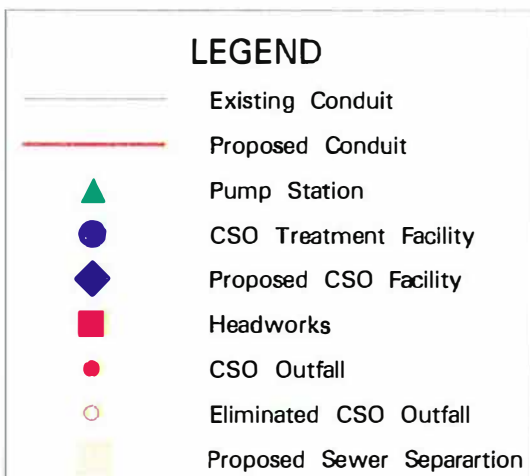 LEGEND
Existing Conduit
Proposed Conduit
Pump Station
CSO Treatment Facility
Proposed CSO Facility
Headworks
CSO Outfall
Eliminated CSO Outfall
Proposed Sewer Separartion